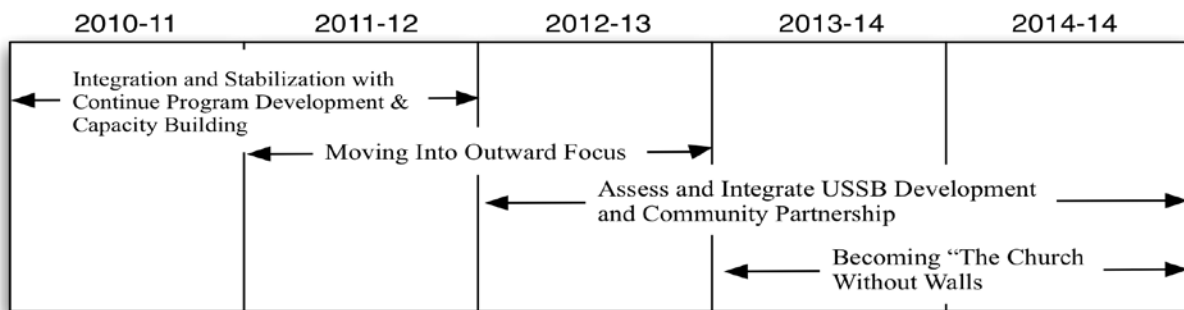 2010-11 2011-12 2012-13 2013-14 2014-14
Integration and Stabilization with
Continue Program Development &
Capacity Building
Moving Into Outward Focus
Assess and Integrate USSB Development
and Community Partnership
Becoming “The Church
Without Walls